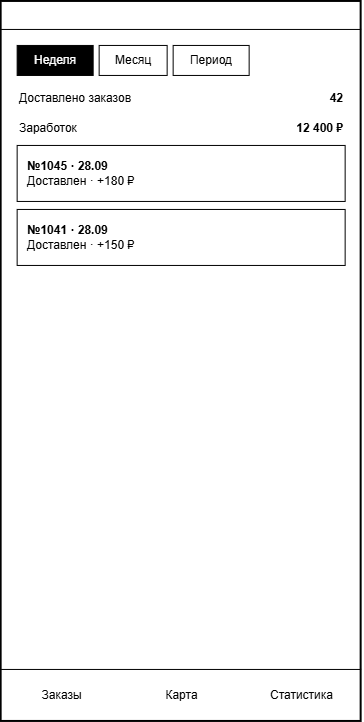 Неделя Месяц Период
Доставлено заказов 42
Заработок 12 400 ₽
№1045 · 28.09
Доставлен · +180 ₽
№1041 · 28.09
Доставлен · +150 ₽
Заказы Карта Статистика